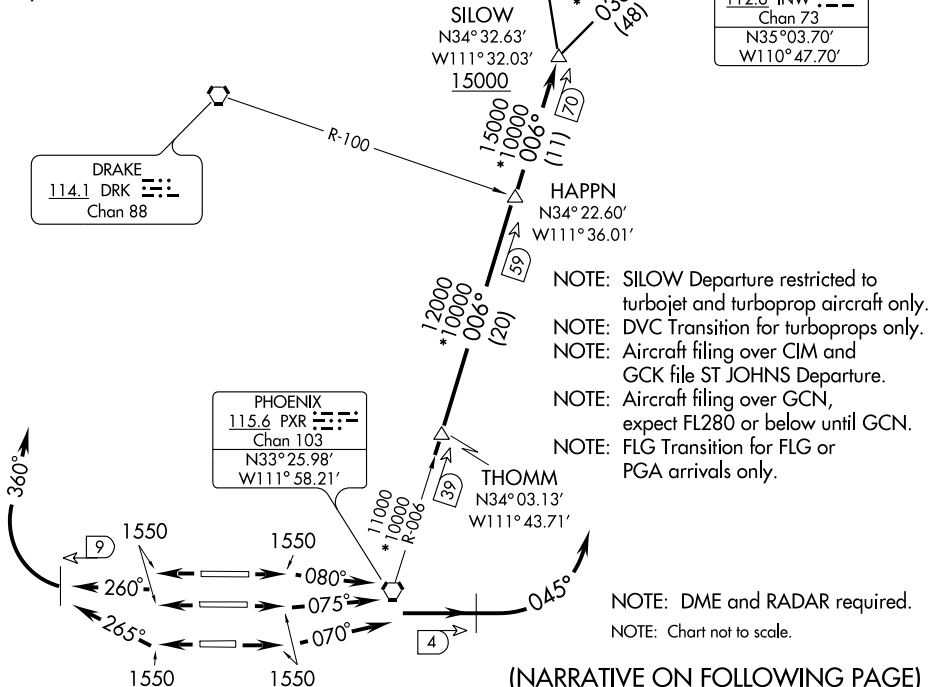 SILOW
N34° 32.63′
W111° 32.03′
15000
(48)
Chan 73
N35° 03.70′
W110° 47.70′
70
15000
*10000
006°
(11)
R-100
DRAKE
114.1 DRK
Chan 88
HAPPN
N34° 22.60′
W111° 36.01′
59
12000
*10000
006°
(20)
NOTE: SILOW Departure restricted to
turbojet and turboprop aircraft only.
NOTE: DVC Transition for turboprops only.
NOTE: Aircraft filing over CIM and
GCK file ST JOHNS Departure.
NOTE: Aircraft filing over GCN,
expect FL280 or below until GCN.
NOTE: FLG Transition for FLG or
PGA arrivals only.
PHOENIX
115.6 PXR
Chan 103
N33° 25.98′
W111° 58.21′
THOMM
N34° 03.13′
W111° 43.71′
39
11000
*10000
R-006
360°
9
1550
1550
260°
080°
075°
265°
070°
1550
1550
4
045°
NOTE: DME and RADAR required.
NOTE: Chart not to scale.
(NARRATIVE ON FOLLOWING PAGE)